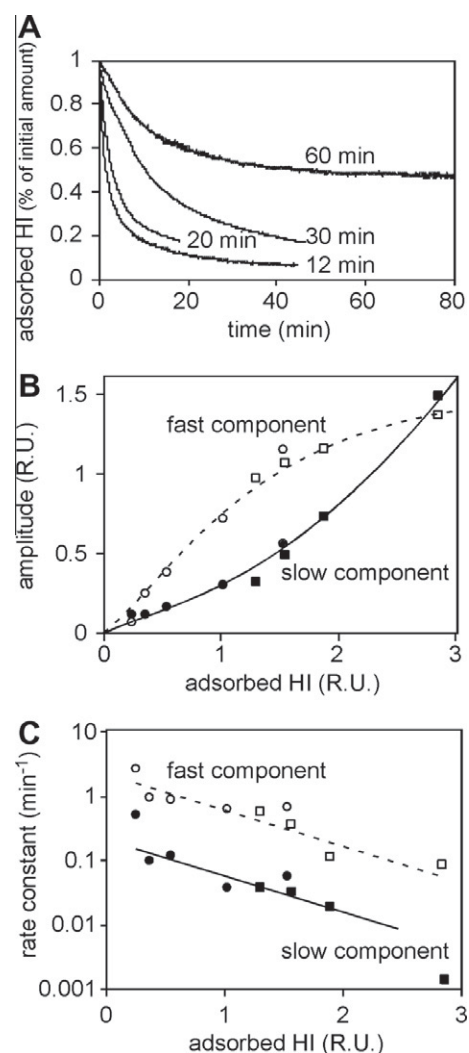 A
adsorbed HI (% of initial amount)
1
0.8
0.6
0.4
0.2
0
60 min
20 min
30 min
12 min
0 20 40 60 80
time (min)
B
amplitude (R.U.)
1.5
1
0.5
0
fast component
slow component
0 1 2 3
adsorbed HI (R.U.)
C
rate constant (min⁻¹)
10
1
0.1
0.01
0.001
fast component
slow component
0 1 2 3
adsorbed HI (R.U.)